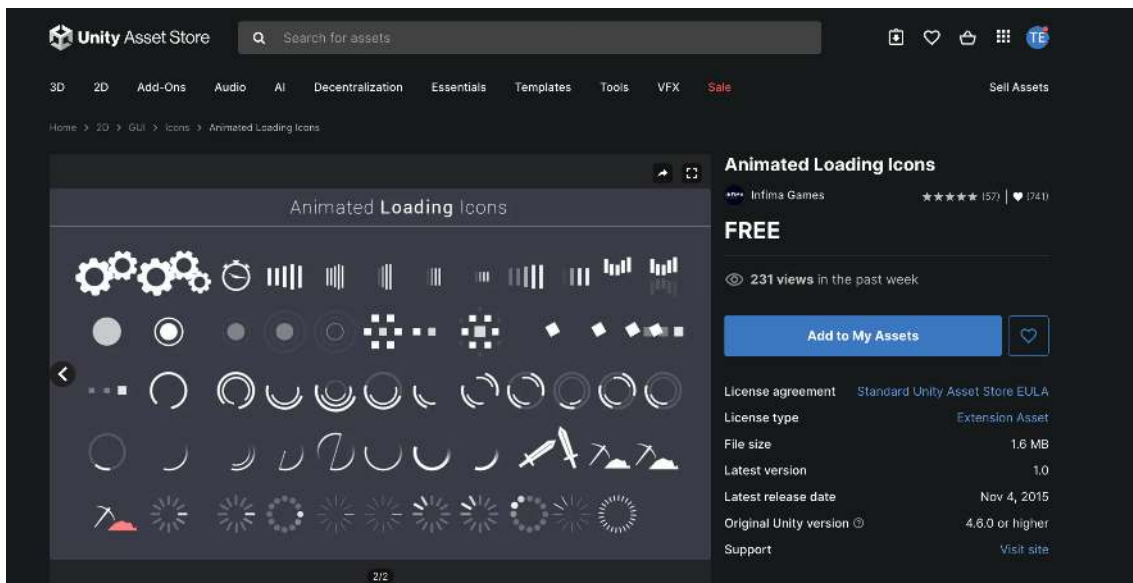 Unity Asset Store
Search for assets
TE
3D 2D Add-Ons Audio AI Decentralization Essentials Templates Tools VFX Sale Sell Assets
Home > 2D > GUI > Icons > Animated Loading Icons
Animated Loading Icons
Animated Loading Icons
Infima Games ★★★★★ (57) | ♥ (741)
FREE
231 views in the past week
Add to My Assets
License agreement Standard Unity Asset Store EULA
License type Extension Asset
File size 1.6 MB
Latest version 1.0
Latest release date Nov 4, 2015
Original Unity version 4.6.0 or higher
Support Visit site
2/2